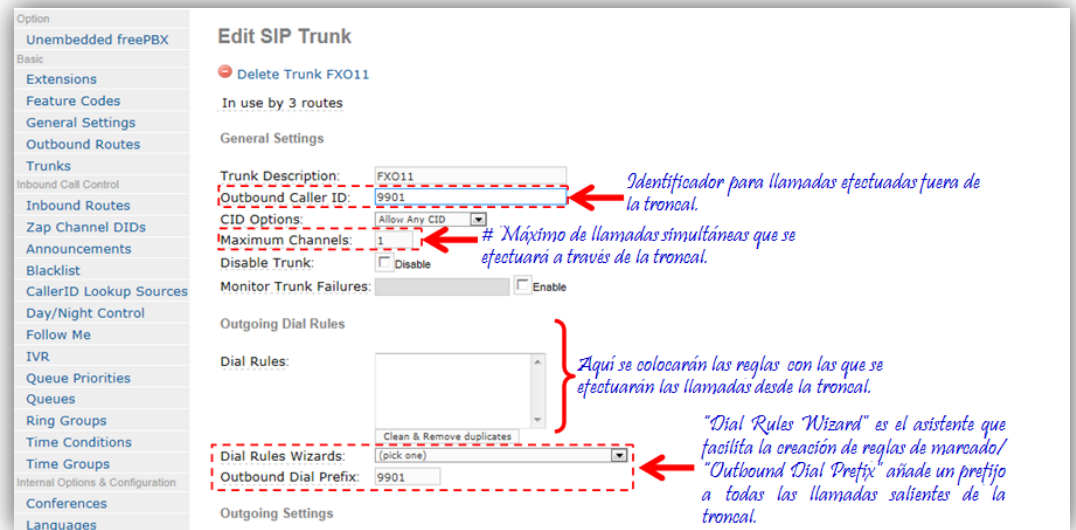 Option
Unembedded freePBX
Basic
Extensions
Feature Codes
General Settings
Outbound Routes
Trunks
Inbound Call Control
Inbound Routes
Zap Channel DIDs
Announcements
Blacklist
CallerID Lookup Sources
Day/Night Control
Follow Me
IVR
Queue Priorities
Queues
Ring Groups
Time Conditions
Time Groups
Internal Options & Configuration
Conferences
Languages
Edit SIP Trunk
Delete Trunk FXO11
In use by 3 routes
General Settings
Trunk Description: FXO11
Outbound Caller ID: 9901
CID Options: Allow Any CID
Maximum Channels: 1
Disable Trunk: Disable
Monitor Trunk Failures: Enable
Identificador para llamadas efectuadas fuera de
la troncal.
# Máximo de llamadas simultáneas que se
efectuará a través de la troncal.
Outgoing Dial Rules
Dial Rules:
Clean & Remove duplicates
Aquí se colocarán las reglas con las que se
efectuarán las llamadas desde la troncal.
Dial Rules Wizards: (pick one)
Outbound Dial Prefix: 9901
"Dial Rules Wizard" es el asistente que
facilita la creación de reglas de marcado/
"Outbound Dial Prefix" añade un prefijo
a todas las llamadas salientes de la
troncal.
Outgoing Settings